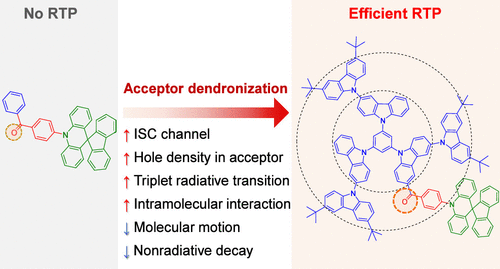 No RTP
Efficient RTP
Acceptor dendronization
↑ ISC channel
↑ Hole density in acceptor
↑ Triplet radiative transition
↑ Intramolecular interaction
↓ Molecular motion
↓ Nonradiative decay
O
N
N
N
N
N
N
N
N
O
N